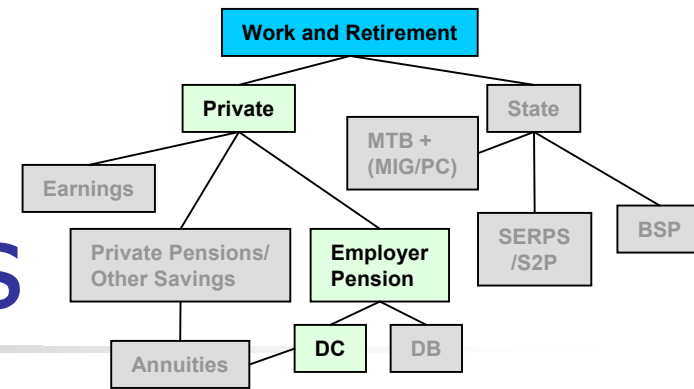 Work and Retirement
Private
State
MTB +
(MIG/PC)
Earnings
Private Pensions/
Other Savings
Employer
Pension
SERPS
/S2P
BSP
S
Annuities
DC
DB